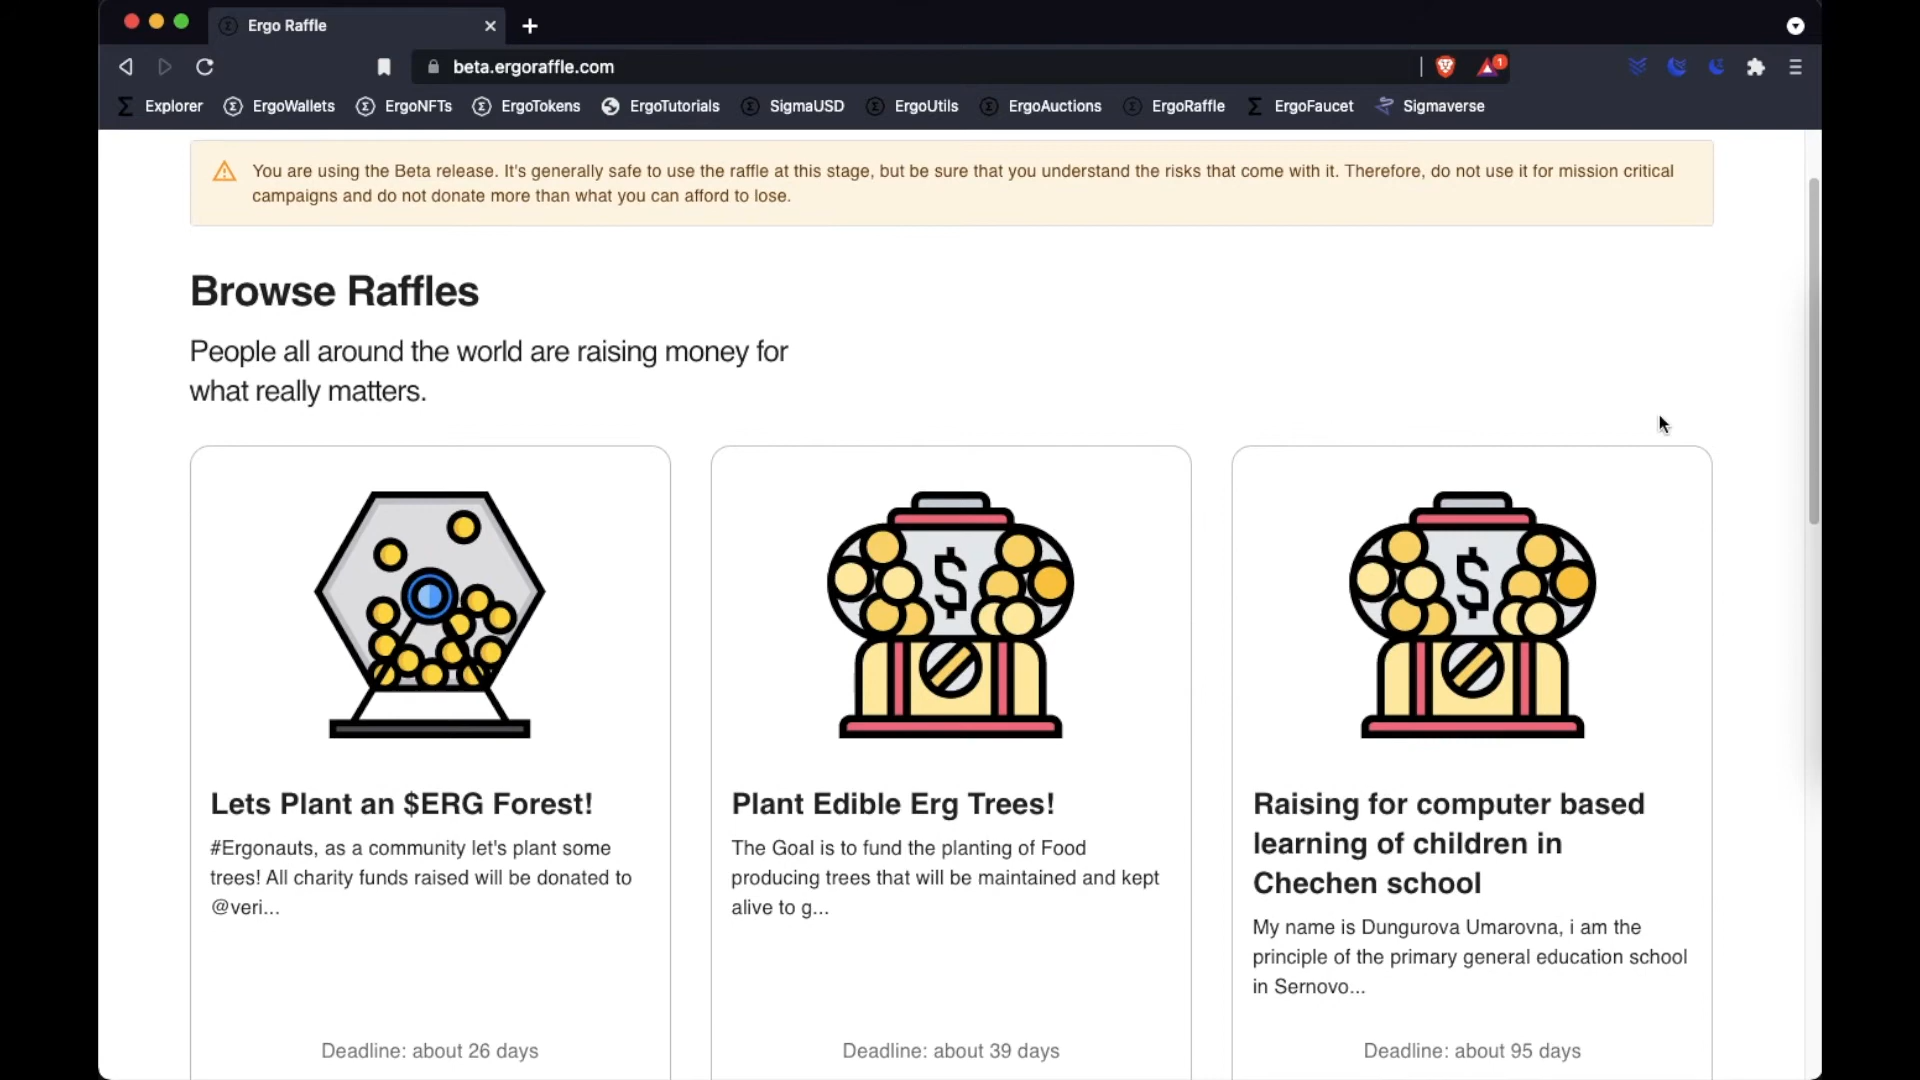 Ergo Raffle
beta.ergoraffle.com
1
Explorer ErgoWallets ErgoNFTs ErgoTokens ErgoTutorials SigmaUSD ErgoUtils ErgoAuctions ErgoRaffle ErgoFaucet Sigmaverse
You are using the Beta release. It's generally safe to use the raffle at this stage, but be sure that you understand the risks that come with it. Therefore, do not use it for mission critical
campaigns and do not donate more than what you can afford to lose.
Browse Raffles
People all around the world are raising money for
what really matters.
$
$
Lets Plant an $ERG Forest!
#Ergonauts, as a community let's plant some
trees! All charity funds raised will be donated to
@veri...
Deadline: about 26 days
Plant Edible Erg Trees!
The Goal is to fund the planting of Food
producing trees that will be maintained and kept
alive to g...
Deadline: about 39 days
Raising for computer based
learning of children in
Chechen school
My name is Dungurova Umarovna, i am the
principle of the primary general education school
in Sernovo...
Deadline: about 95 days